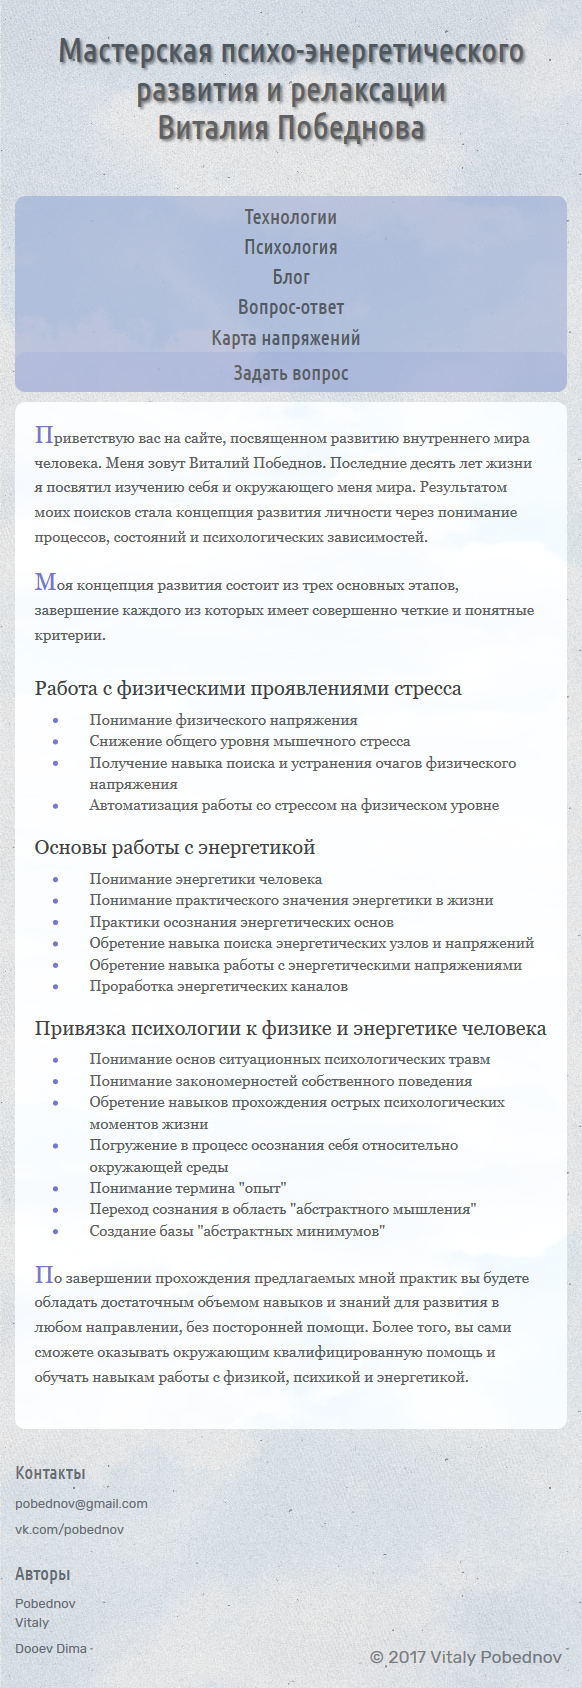 Мастерская психо-энергетического
развития и релаксации
Виталия Победнова
Технологии
Психология
Блог
Вопрос-ответ
Карта напряжений
Задать вопрос
Приветствую вас на сайте, посвященном развитию внутреннего мира
человека. Меня зовут Виталий Победнов. Последние десять лет жизни
я посвятил изучению себя и окружающего меня мира. Результатом
моих поисков стала концепция развития личности через понимание
процессов, состояний и психологических зависимостей.
Моя концепция развития состоит из трех основных этапов,
завершение каждого из которых имеет совершенно четкие и понятные
критерии.
Работа с физическими проявлениями стресса
• Понимание физического напряжения
• Снижение общего уровня мышечного стресса
• Получение навыка поиска и устранения очагов физического
напряжения
• Автоматизация работы со стрессом на физическом уровне
Основы работы с энергетикой
• Понимание энергетики человека
• Понимание практического значения энергетики в жизни
• Практики осознания энергетических основ
• Обретение навыка поиска энергетических узлов и напряжений
• Обретение навыка работы с энергетическими напряжениями
• Проработка энергетических каналов
Привязка психологии к физике и энергетике человека
• Понимание основ ситуационных психологических травм
• Понимание закономерностей собственного поведения
• Обретение навыков прохождения острых психологических
моментов жизни
• Погружение в процесс осознания себя относительно
окружающей среды
• Понимание термина "опыт"
• Переход сознания в область "абстрактного мышления"
• Создание базы "абстрактных минимумов"
По завершении прохождения предлагаемых мной практик вы будете
обладать достаточным объемом навыков и знаний для развития в
любом направлении, без посторонней помощи. Более того, вы сами
сможете оказывать окружающим квалифицированную помощь и
обучать навыкам работы с физикой, психикой и энергетикой.
Контакты
pobednov@gmail.com
vk.com/pobednov
Авторы
Pobednov
Vitaly
Dooev Dima
© 2017 Vitaly Pobednov